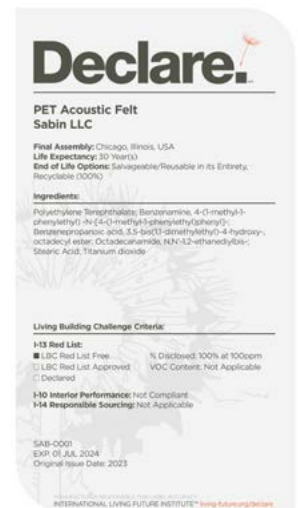 Declare.
PET Acoustic Felt
Sabin LLC
Final Assembly: Chicago, Illinois, USA
Life Expectancy: 30 Year(s)
End of Life Options: Salvageable/Reusable in its Entirety,
Recyclable (100%)
Ingredients:
Polyethylene Terephthalate; Benzenamine, 4-(1-methyl-1-
phenylethyl) -N-[4-(1-methyl-1-phenylethyl)phenyl]-;
Benzenepropanoic acid, 3,5-bis(1,1-dimethylethyl)-4-hydroxy-,
octadecyl ester; Octadecanamide, N,N'-1,2-ethanediylbis-;
Stearic Acid; Titanium dioxide
Living Building Challenge Criteria:
I-13 Red List:
LBC Red List Free % Disclosed: 100% at 100ppm
LBC Red List Approved VOC Content: Not Applicable
Declared
I-10 Interior Performance: Not Compliant
I-14 Responsible Sourcing: Not Applicable
SAB-0001
EXP. 01 JUL 2024
Original Issue Date: 2023
MANUFACTURER RESPONSIBLE FOR LABEL ACCURACY
INTERNATIONAL LIVING FUTURE INSTITUTE™ living-future.org/declare